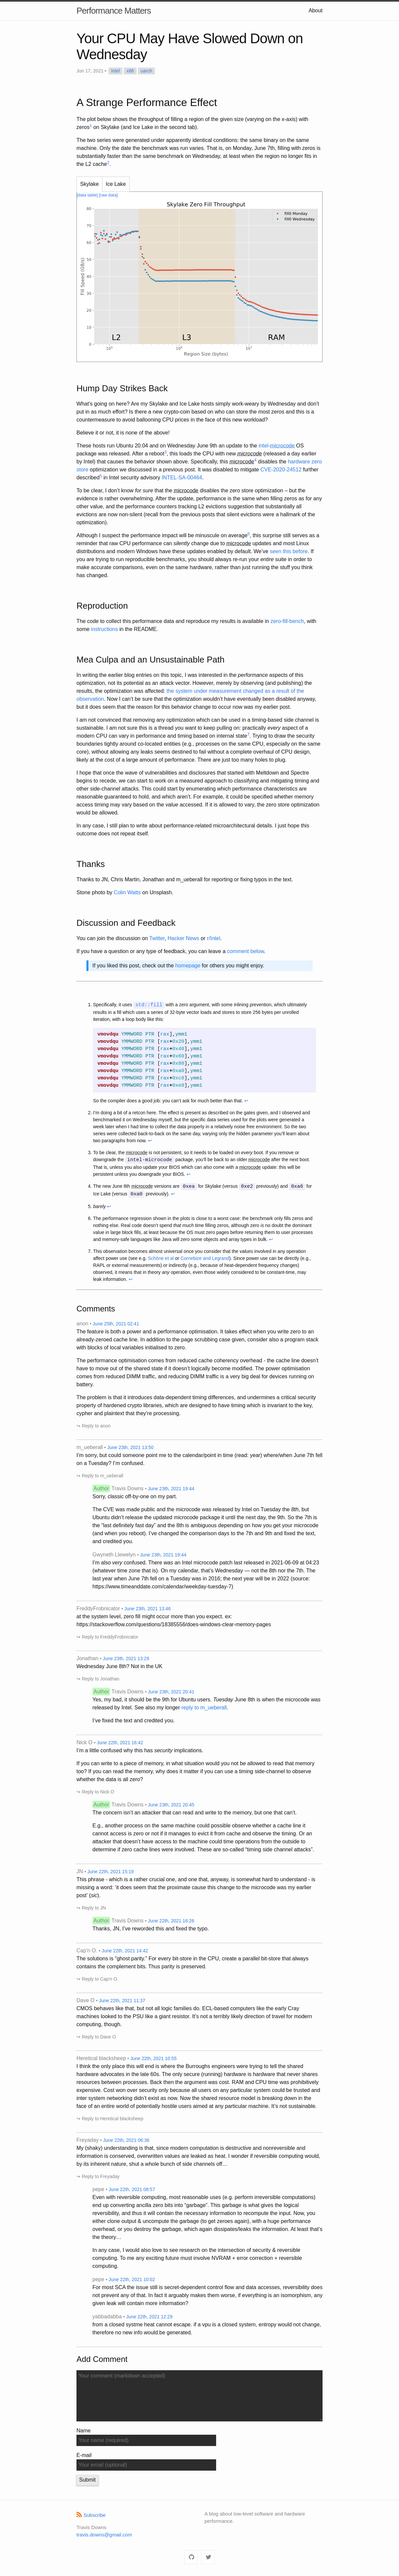 Performance Matters
About
Your CPU May Have Slowed Down on
Wednesday
Jun 17, 2021 • intel x86 uarch
A Strange Performance Effect
The plot below shows the throughput of filling a region of the given size (varying on the x-axis) with
zeros1 on Skylake (and Ice Lake in the second tab).
The two series were generated under apparently identical conditions: the same binary on the same
machine. Only the date the benchmark was run varies. That is, on Monday, June 7th, filling with zeros is
substantially faster than the same benchmark on Wednesday, at least when the region no longer fits in
the L2 cache2.
Skylake Ice Lake
[data table] [raw data]
Skylake Zero Fill Throughput
fill0 Monday
fill0 Wednesday
Fill Speed (GB/s)
80
70
60
50
40
30
20
10
0
L2 L3 RAM
10^5 10^6 10^7
Region Size (bytes)
Hump Day Strikes Back
What's going on here? Are my Skylake and Ice Lake hosts simply work-weary by Wednesday and don't
put in as much effort? Is there a new crypto-coin based on who can store the most zeros and this is a
countermeasure to avoid ballooning CPU prices in the face of this new workload?
Believe it or not, it is none of the above!
These hosts run Ubuntu 20.04 and on Wednesday June 9th an update to the intel-microcode OS
package was released. After a reboot3, this loads the CPU with new microcode (released a day earlier
by Intel) that causes the behavior shown above. Specifically, this microcode4 disables the hardware zero
store optimization we discussed in a previous post. It was disabled to mitigate CVE-2020-24512 further
described5 in Intel security advisory INTEL-SA-00464.
To be clear, I don't know for sure that the microcode disables the zero store optimization – but the
evidence is rather overwhelming. After the update, performance is the same when filling zeros as for any
other value, and the performance counters tracking L2 evictions suggest that substantially all evictions
are now non-silent (recall from the previous posts that silent evictions were a hallmark of the
optimization).
Although I suspect the performance impact will be minuscule on average6, this surprise still serves as a
reminder that raw CPU performance can silently change due to microcode updates and most Linux
distributions and modern Windows have these updates enabled by default. We've seen this before. If
you are trying to run reproducible benchmarks, you should always re-run your entire suite in order to
make accurate comparisons, even on the same hardware, rather than just running the stuff you think
has changed.
Reproduction
The code to collect this performance data and reproduce my results is available in zero-fill-bench, with
some instructions in the README.
Mea Culpa and an Unsustainable Path
In writing the earlier blog entries on this topic, I was interested in the performance aspects of this
optimization, not its potential as an attack vector. However, merely by observing (and publishing) the
results, the optimization was affected: the system under measurement changed as a result of the
observation. Now I can't be entirely sure the optimization wouldn't have been eventually disabled anyway,
but it does seem that the reason for this behavior change to occur now was my earlier post.
I am not convinced that removing any optimization which can be used in a timing-based side channel is
sustainable. I am not sure this is a thread you want to keep pulling on: practically every aspect of a
modern CPU can vary in performance and timing based on internal state7. Trying to draw the security
boundaries tightly around co-located entities (e.g., processes on the same CPU, especially on the same
core), without allowing any leaks seems destined to fail without a complete overhaul of CPU design,
likely at the cost of a large amount of performance. There are just too many holes to plug.
I hope that once the wave of vulnerabilities and disclosures that started with Meltdown and Spectre
begins to recede, we can start to work on a measured approach to classifying and mitigating timing and
other side-channel attacks. This could start by enumerating which performance characteristics are
reasonably guaranteed to hold, and which aren't. For example, it could be specified whether memory
access timing may vary based on the value accessed. If it is allowed to vary, the zero store optimization
would be allowed.
In any case, I still plan to write about performance-related microarchitectural details. I just hope this
outcome does not repeat itself.
Thanks
Thanks to JN, Chris Martin, Jonathan and m_ueberall for reporting or fixing typos in the text.
Stone photo by Colin Watts on Unsplash.
Discussion and Feedback
You can join the discussion on Twitter, Hacker News or r/Intel.
If you have a question or any type of feedback, you can leave a comment below.
If you liked this post, check out the homepage for others you might enjoy.
1. Specifically, it uses std::fill with a zero argument, with some inlining prevention, which ultimately
results in a fill which uses a series of 32-byte vector loads and stores to store 256 bytes per unrolled
iteration, with a loop body like this:
vmovdqu YMMWORD PTR [rax],ymm1
vmovdqu YMMWORD PTR [rax+0x20],ymm1
vmovdqu YMMWORD PTR [rax+0x40],ymm1
vmovdqu YMMWORD PTR [rax+0x60],ymm1
vmovdqu YMMWORD PTR [rax+0x80],ymm1
vmovdqu YMMWORD PTR [rax+0xa0],ymm1
vmovdqu YMMWORD PTR [rax+0xc0],ymm1
vmovdqu YMMWORD PTR [rax+0xe0],ymm1
So the compiler does a good job: you can't ask for much better than that. ↩
2. I'm doing a bit of a retcon here. The effect is present as described on the dates given, and I observed and
benchmarked it on Wednesday myself, but the specific data series used for the plots were generated a
few days later when I had time to collect the data in a relatively noise-free environment. So the two series
were often collected back-to-back on the same day, varying only the hidden parameter you'll learn about
two paragraphs from now. ↩
3. To be clear, the microcode is not persistent, so it needs to be loaded on every boot. If you remove or
downgrade the intel-microcode package, you'll be back to an older microcode after the next boot.
That is, unless you also update your BIOS which can also come with a microcode update: this will be
persistent unless you downgrade your BIOS. ↩
4. The new June 8th microcode versions are 0xea for Skylake (versus 0xe2 previously) and 0xa6 for
Ice Lake (versus 0xa0 previously). ↩
5. barely ↩
6. The performance regression shown in the plots is close to worst case: the benchmark only fills zeros and
nothing else. Real code doesn't spend that much time filling zeros, although zero is no doubt the dominant
value in large block fills, at least because the OS must zero pages before returning them to user processes
and memory-safe languages like Java will zero some objects and array types in bulk. ↩
7. This observation becomes almost universal once you consider that the values involved in any operation
affect power use (see e.g. Schöne et al or Cornebize and Legrand). Since power use can be directly (e.g.,
RAPL or external measurements) or indirectly (e.g., because of heat-dependent frequency changes)
observed, it means that in theory any operation, even those widely considered to be constant-time, may
leak information. ↩
Comments
anon • June 25th, 2021 02:41
The feature is both a power and a performance optimisation. It takes effect when you write zero to an
already-zeroed cache line. In addition to the page scrubbing case given, consider also a program stack
with blocks of local variables initialised to zero.
The performance optimisation comes from reduced cache coherency overhead - the cache line doesn't
have to move out of the shared state if it doesn't logically become modified. The power optimisation
comes from reduced DIMM traffic, and reducing DIMM traffic is a very big deal for devices running on
battery.
The problem is that it introduces data-dependent timing differences, and undermines a critical security
property of hardened crypto libraries, which is that timing is invariant with respect to the contents of key,
cipher and plaintext that they're processing.
↪ Reply to anon
m_ueberall • June 23th, 2021 13:50
I'm so sorry, but could someone point me to the calendar/point in time (read: year) where/when June 7th fell
on a Tuesday? I'm confused.
↪ Reply to m_ueberall
Author Travis Downs • June 23th, 2021 19:44
Sorry, classic off-by-one on my part.
The CVE was made public and the microcode was released by Intel on Tuesday the 8th, but
Ubuntu didn't release the updated microcode package it until the next day, the 9th. So the 7th is
the "last definitely fast day" and the 8th is ambiguous depending on how you get your microcode
(and when you reboot). I've changed the comparison days to the 7th and 9th and fixed the text,
and credited you.
Gwyneth Llewelyn • June 23th, 2021 19:44
I'm also very confused. There was an Intel microcode patch last released in 2021-06-09 at 04:23
(whatever time zone that is). On my calendar, that's Wednesday — not the 8th nor the 7th. The
last year when June 7th fell on a Tuesday was in 2016; the next year will be in 2022 (source:
https://www.timeanddate.com/calendar/weekday-tuesday-7)
FreddyFrobnicator • June 23th, 2021 13:46
at the system level, zero fill might occur more than you expect. ex:
https://stackoverflow.com/questions/18385556/does-windows-clear-memory-pages
↪ Reply to FreddyFrobnicator
Jonathan • June 23th, 2021 13:29
Wednesday June 8th? Not in the UK
↪ Reply to Jonathan
Author Travis Downs • June 23th, 2021 20:41
Yes, my bad, it should be the 9th for Ubuntu users. Tuesday June 8th is when the microcode was
released by Intel. See also my longer reply to m_ueberall.
I've fixed the text and credited you.
Nick O • June 22th, 2021 16:42
I'm a little confused why this has security implications.
If you can write to a piece of memory, in what situation would you not be allowed to read that memory
too? And in what situation would you be able to use the side-channel of timing information to deduce
whether the data is all zero?
↪ Reply to Nick O
Author Travis Downs • June 23th, 2021 20:45
The concern isn't an attacker that can read and write to the memory, but one that can't.
E.g., another process on the same machine could possible observe a timing side when a cache line it
cannot access is zero or not if it manages to evict it from cache and observe the timing. Or an
attacker that doesn't even have access to the machine could possibly observe timing over to
determine if zero cache lines were involved. These are so-called "timing side channel attacks".
JN • June 22th, 2021 15:19
This phrase - which is a rather crucial one, and one that, anyway, is somewhat hard to understand - is
missing a word: 'it does seem that the proximate cause this change to the microcode was my earlier
post' (sic).
↪ Reply to JN
Author Travis Downs • June 22th, 2021 16:26
Thanks, JN, I've reworded this and fixed the typo.
Cap'n O. • June 22th, 2021 14:42
The solutions is "ghost parity." For every bit-store in the CPU, create a parallel bit-store that always
contains the complement bits. Thus parity is preserved.
↪ Reply to Cap'n O.
Dave O • June 22th, 2021 11:37
CMOS behaves like that, but not all logic families do. ECL-based computers like the early Cray
machines looked to the PSU like a giant resistor. It's not a terribly likely direction of travel for modern
computing, though.
↪ Reply to Dave O
Heretical blacksheep • June 22th, 2021 10:55
I think the only place this will end is where the Burroughs engineers were trying to tell the shared
hardware advocates in the late 60s. The only secure (running) hardware is hardware that never shares
resources. Back in the time period the argument was cost. RAM and CPU time was both prohibitively
expensive. Cost won over security only because all users on any particular system could be trusted and
inter system networking didn't exist as now. Now the shared resource model is breaking down in the
face of completely untrusted and potentially hostile users being at any particular machine. It's untenable.
↪ Reply to Heretical blacksheep
Freyaday • June 22th, 2021 06:36
My (shaky) understanding is that, since modern computation is destructive and nonreversible and
information is conserved, overwritten values are leaked as heat. I wonder if reversible computing would,
by its inherent nature, shut a whole bunch of side channels off…
↪ Reply to Freyaday
pepe • June 22th, 2021 08:57
Even with reversible computing, most reasonable uses (e.g. perform irreversible computations)
end up converting ancilla zero bits into "garbage". This garbage is what gives the logical
reversibility, and thus it will contain the necessary information to reconstruct the input. Now, you
either clone output & uncompute the garbage (to get zeroes again), with a huge performance
overhead, or you destroy the garbage, which again dissipates/leaks the information. At least that's
the theory…
In any case, I would also love to see research on the intersection of security & reversible
computing. To me any exciting future must involve NVRAM + error correction + reversible
computing.
pepe • June 22th, 2021 10:02
For most SCA the issue still is secret-dependent control flow and data accesses, reversibility does
not prevent any of that. In fact it arguably makes them worse, if everything is an isomorphism, any
given leak will contain more information?
yabbadabba • June 22th, 2021 12:29
from a closed systme heat cannot escape. if a vpu is a closed system, entropy would not change.
therefore no new info would be generated.
Add Comment
Your comment (markdown accepted)
Name
Your name (required)
E-mail
Your email (optional)
Submit
Subscribe
Travis Downs
travis.downs@gmail.com
A blog about low-level software and hardware
performance.